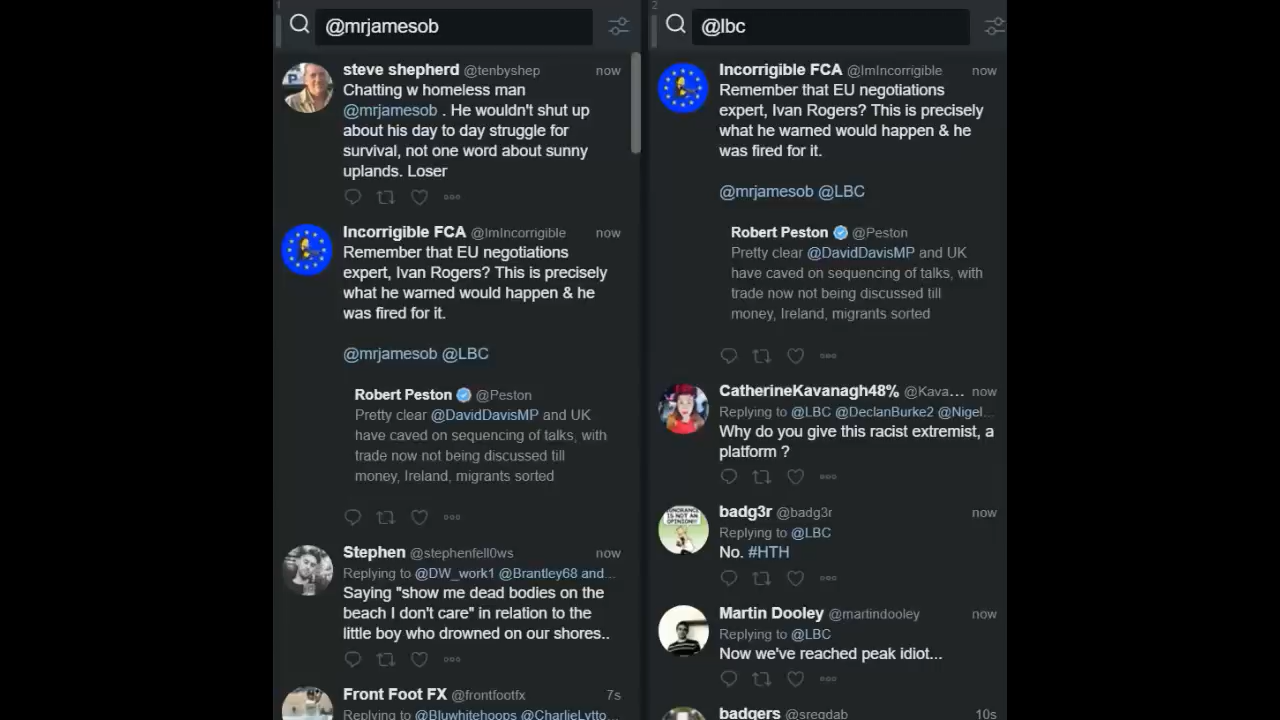 1
@mrjamesob
steve shepherd @tenbyshep now
Chatting w homeless man
@mrjamesob . He wouldn't shut up
about his day to day struggle for
survival, not one word about sunny
uplands. Loser
Incorrigible FCA @ImIncorrigible now
Remember that EU negotiations
expert, Ivan Rogers? This is precisely
what he warned would happen & he
was fired for it.
@mrjamesob @LBC
Robert Peston @Peston
Pretty clear @DavidDavisMP and UK
have caved on sequencing of talks, with
trade now not being discussed till
money, Ireland, migrants sorted
Stephen @stephenfell0ws now
Replying to @DW_work1 @Brantley68 and...
Saying "show me dead bodies on the
beach I don't care" in relation to the
little boy who drowned on our shores..
Front Foot FX @frontfootfx 7s
Replying to @Bluwhitehoops @CharlieLytto...
2
@lbc
Incorrigible FCA @ImIncorrigible now
Remember that EU negotiations
expert, Ivan Rogers? This is precisely
what he warned would happen & he
was fired for it.
@mrjamesob @LBC
Robert Peston @Peston
Pretty clear @DavidDavisMP and UK
have caved on sequencing of talks, with
trade now not being discussed till
money, Ireland, migrants sorted
CatherineKavanagh48% @Kava... now
Replying to @LBC @DeclanBurke2 @Nigel...
Why do you give this racist extremist, a
platform ?
badg3r @badg3r now
Replying to @LBC
No. #HTH
Martin Dooley @martindooley now
Replying to @LBC
Now we've reached peak idiot...
badgers @sregdab 10s